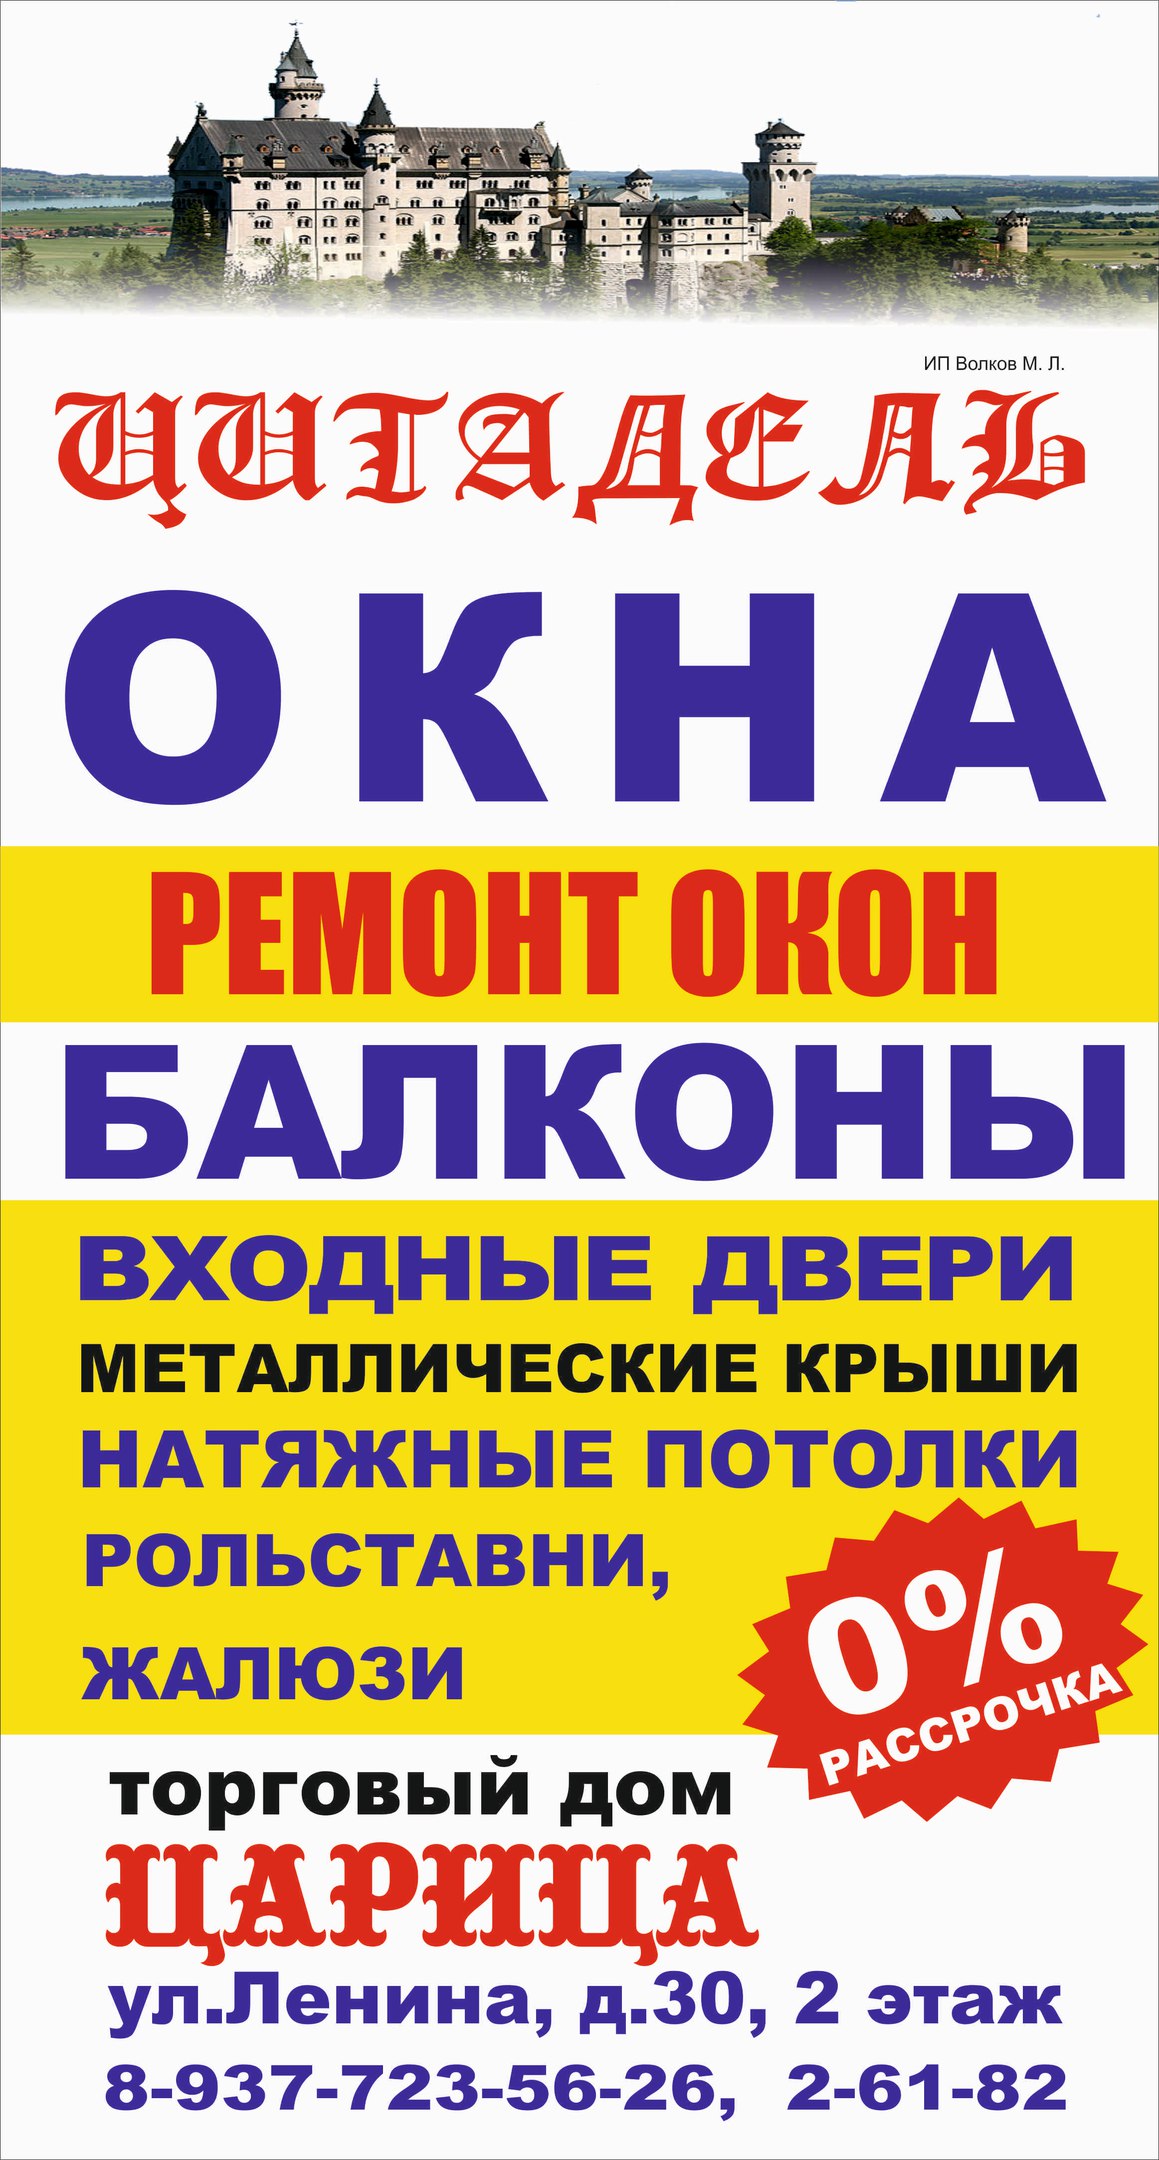 ИП Волков М. Л.
ЦИТАДЕЛЬ
ОКНА
РЕМОНТ ОКОН
БАЛКОНЫ
ВХОДНЫЕ ДВЕРИ
МЕТАЛЛИЧЕСКИЕ КРЫШИ
НАТЯЖНЫЕ ПОТОЛКИ
РОЛЬСТАВНИ,
ЖАЛЮЗИ
0%
РАССРОЧКА
торговый дом
ЦАРИЦА
ул.Ленина, д.30, 2 этаж
8-937-723-56-26, 2-61-82